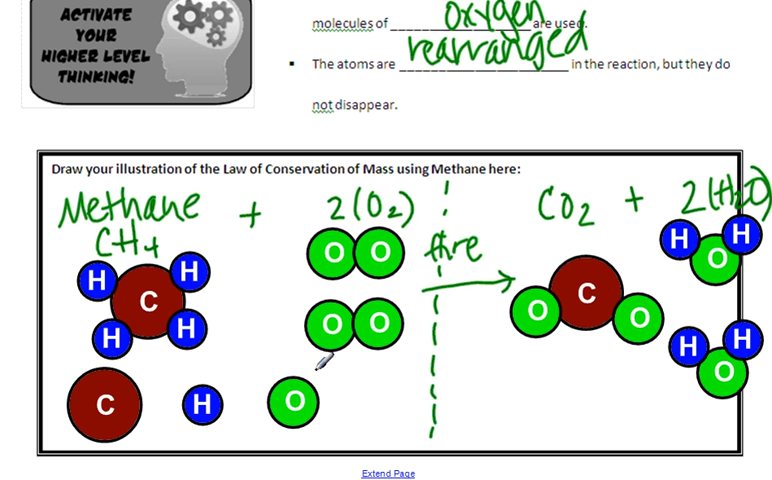 ACTIVATE
YOUR
HIGHER LEVEL
THINKING!
molecules of oxygen are used.
The atoms are rearranged in the reaction, but they do
not disappear.
Draw your illustration of the Law of Conservation of Mass using Methane here:
Methane + 2(O₂) CO₂ + 2(H₂O)
CH₄ fire
H H C H H
O O
O O
O C O
H H O
H H O
C H O
Extend Page